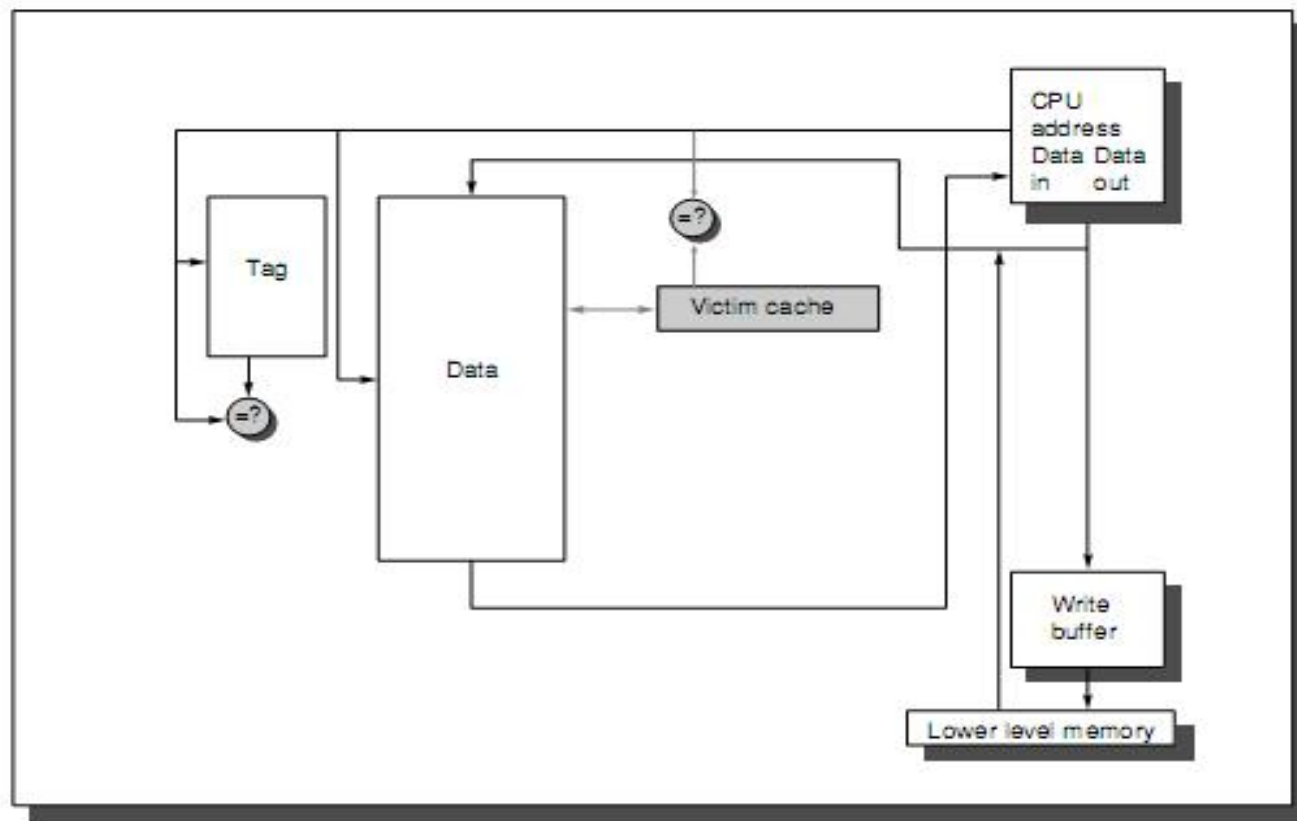 CPU
address
Data Data
in out
=?
Tag
Victim cache
Data
=?
Write
buffer
Lower level memory